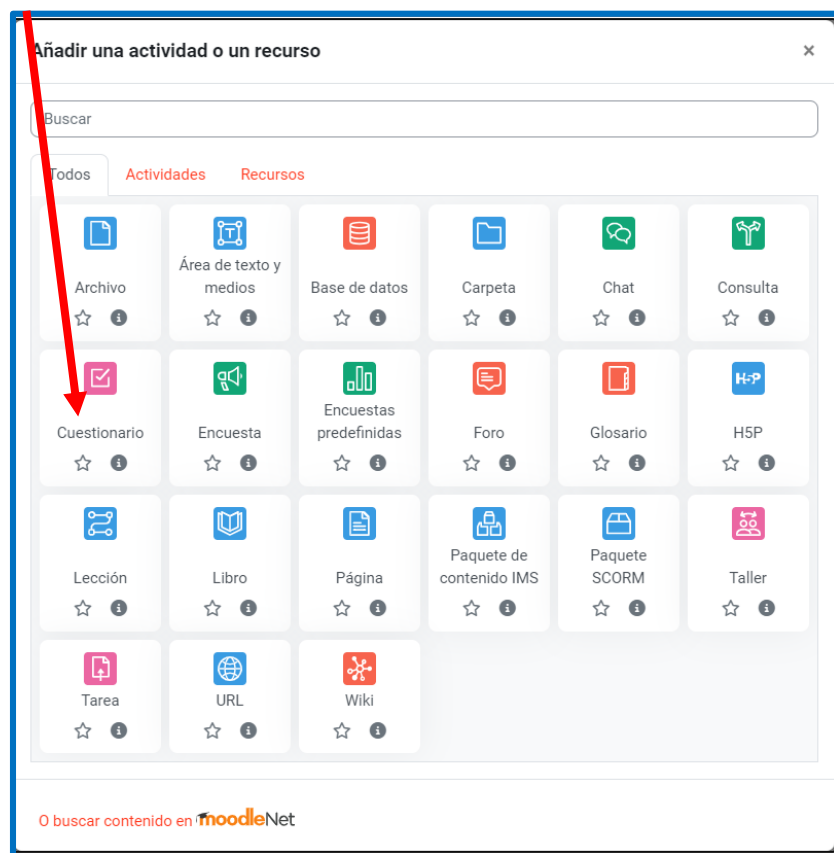 Añadir una actividad o un recurso
×
Buscar
Todos Actividades Recursos
Archivo
Área de texto y
medios
Base de datos
Carpeta
Chat
Consulta
Cuestionario
Encuesta
Encuestas
predefinidas
Foro
Glosario
H5P
H5P
Lección
Libro
Página
Paquete de
contenido IMS
Paquete
SCORM
Taller
Tarea
URL
Wiki
O buscar contenido en moodleNet